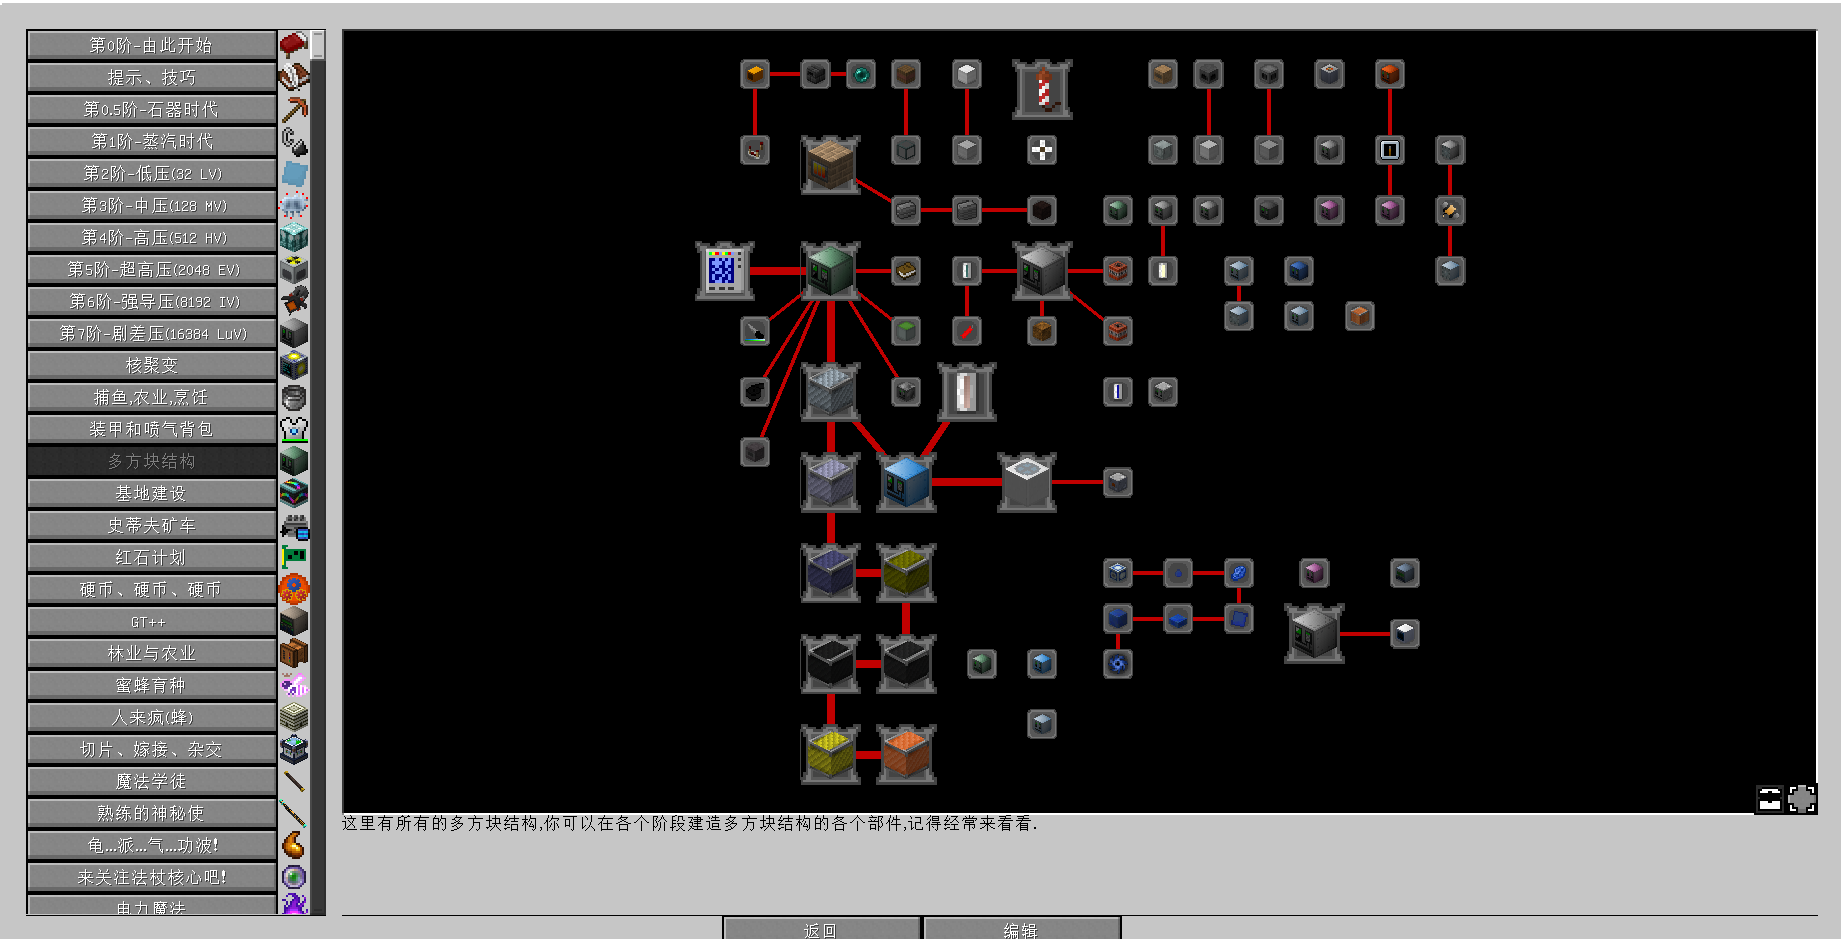 第0阶-由此开始
提示、技巧
第0.5阶-石器时代
第1阶-蒸汽时代
第2阶-低压(32 LV)
第3阶-中压(128 MV)
第4阶-高压(512 HV)
第5阶-超高压(2048 EV)
第6阶-强导压(8192 IV)
第7阶-剧差压(16384 LuV)
核聚变
捕鱼,农业,烹饪
装甲和喷气背包
多方块结构
基地建设
史蒂夫矿车
红石计划
硬币、硬币、硬币
GT++
林业与农业
蜜蜂育种
人来疯(蜂)
切片、嫁接、杂交
魔法学徒
熟练的神秘使
龟...派...气...功波!
来关注法杖核心吧!
电力魔法
这里有所有的多方块结构,你可以在各个阶段建造多方块结构的各个部件,记得经常来看看.
返回
编辑